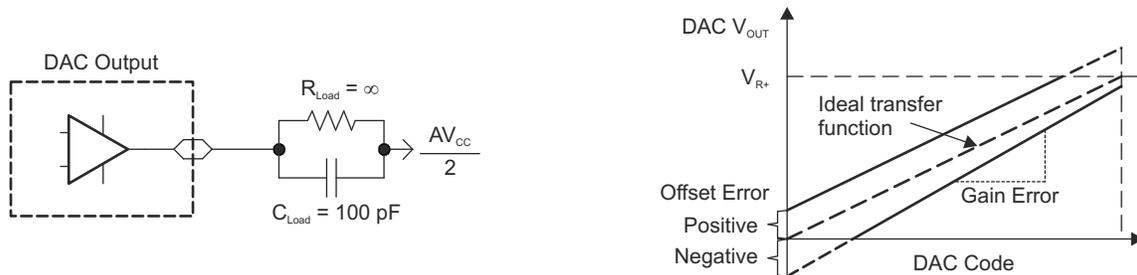 DAC Output
R_Load = ∞
AV_CC
2
C_Load = 100 pF
DAC V_OUT
V_R+
Ideal transfer
function
Offset Error
Positive
Negative
Gain Error
DAC Code